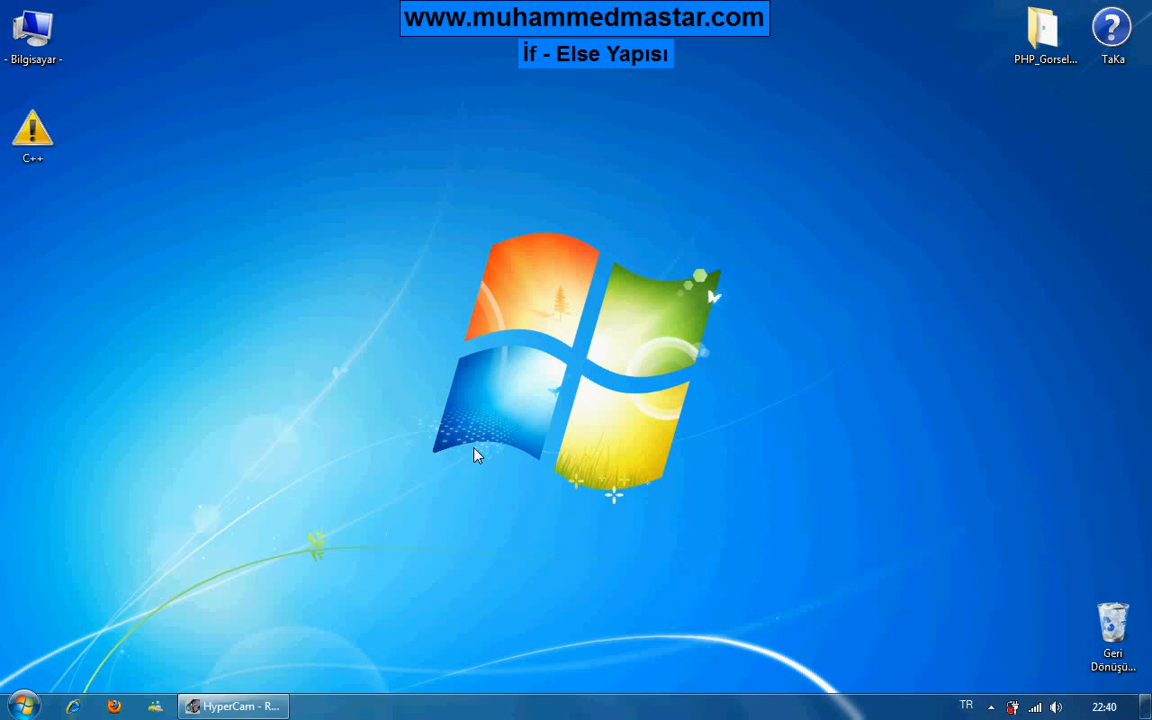 www.muhammedmastar.com
İf - Else Yapısı
- Bilgisayar -
PHP_Gorsel...
TaKa
C++
Geri
Dönüşü...
HyperCam - R...
TR
22:40